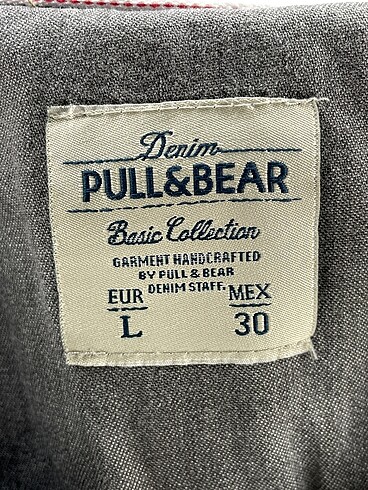 Denim
PULL&BEAR
Basic Collection
GARMENT HANDCRAFTED
BY PULL & BEAR
DENIM STAFF.
EUR MEX
L 30